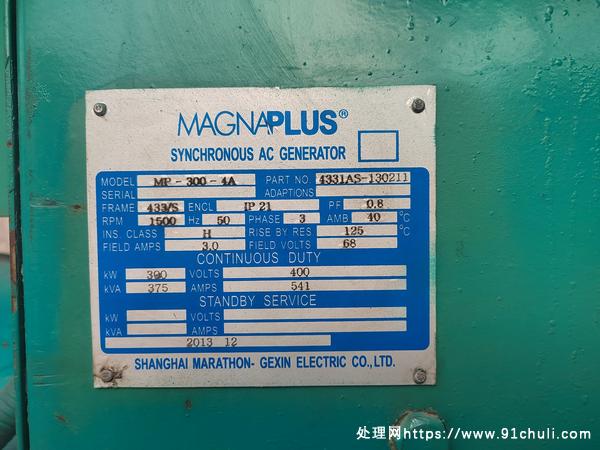 MAGNAPLUS®
SYNCHRONOUS AC GENERATOR
MODEL MP-300-4A PART NO. 4331AS-130211
SERIAL ADAPTIONS
FRAME 433/S ENCL IP 21 PF 0.8
RPM 1500 Hz 50 PHASE 3 AMB 40 °C
INS. CLASS H RISE BY RES 125 °C
FIELD AMPS 3.0 FIELD VOLTS 68
CONTINUOUS DUTY
kW 300 VOLTS 400
kVA 375 AMPS 541
STANDBY SERVICE
kW VOLTS
kVA AMPS
2013 12
SHANGHAI MARATHON- GEXIN ELECTRIC CO.,LTD.
处理网https://www.91chuli.com